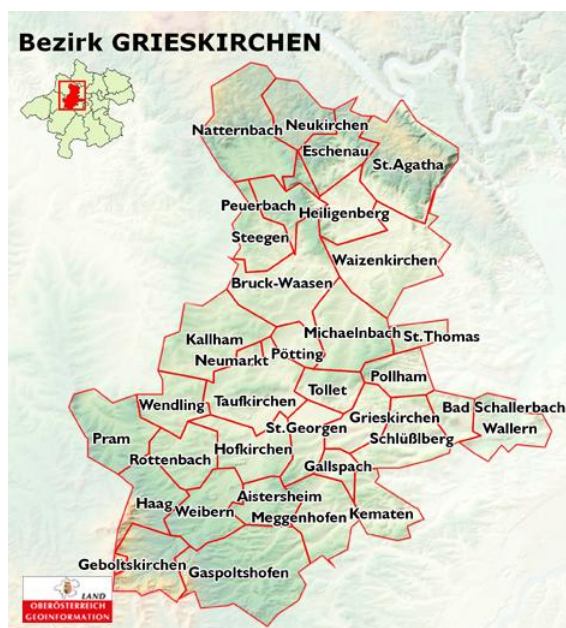 Bezirk GRIESKIRCHEN
Neukirchen
Natternbach
Eschenau
St.Agatha
Peuerbach
Heiligenberg
Steegen
Waizenkirchen
Bruck-Waasen
Kallham
Michaelnbach
St.Thomas
Neumarkt
Pötting
Pollham
Tollet
Wendling
Taufkirchen
Grieskirchen
Bad Schallerbach
St.Georgen
Schlüßlberg
Wallern
Pram
Rottenbach
Hofkirchen
Gallspach
Haag
Aistersheim
Weibern
Meggenhofen
Kematen
Geboltskirchen
Gaspoltshofen
LAND
OBERÖSTERREICH
GEOINFORMATION